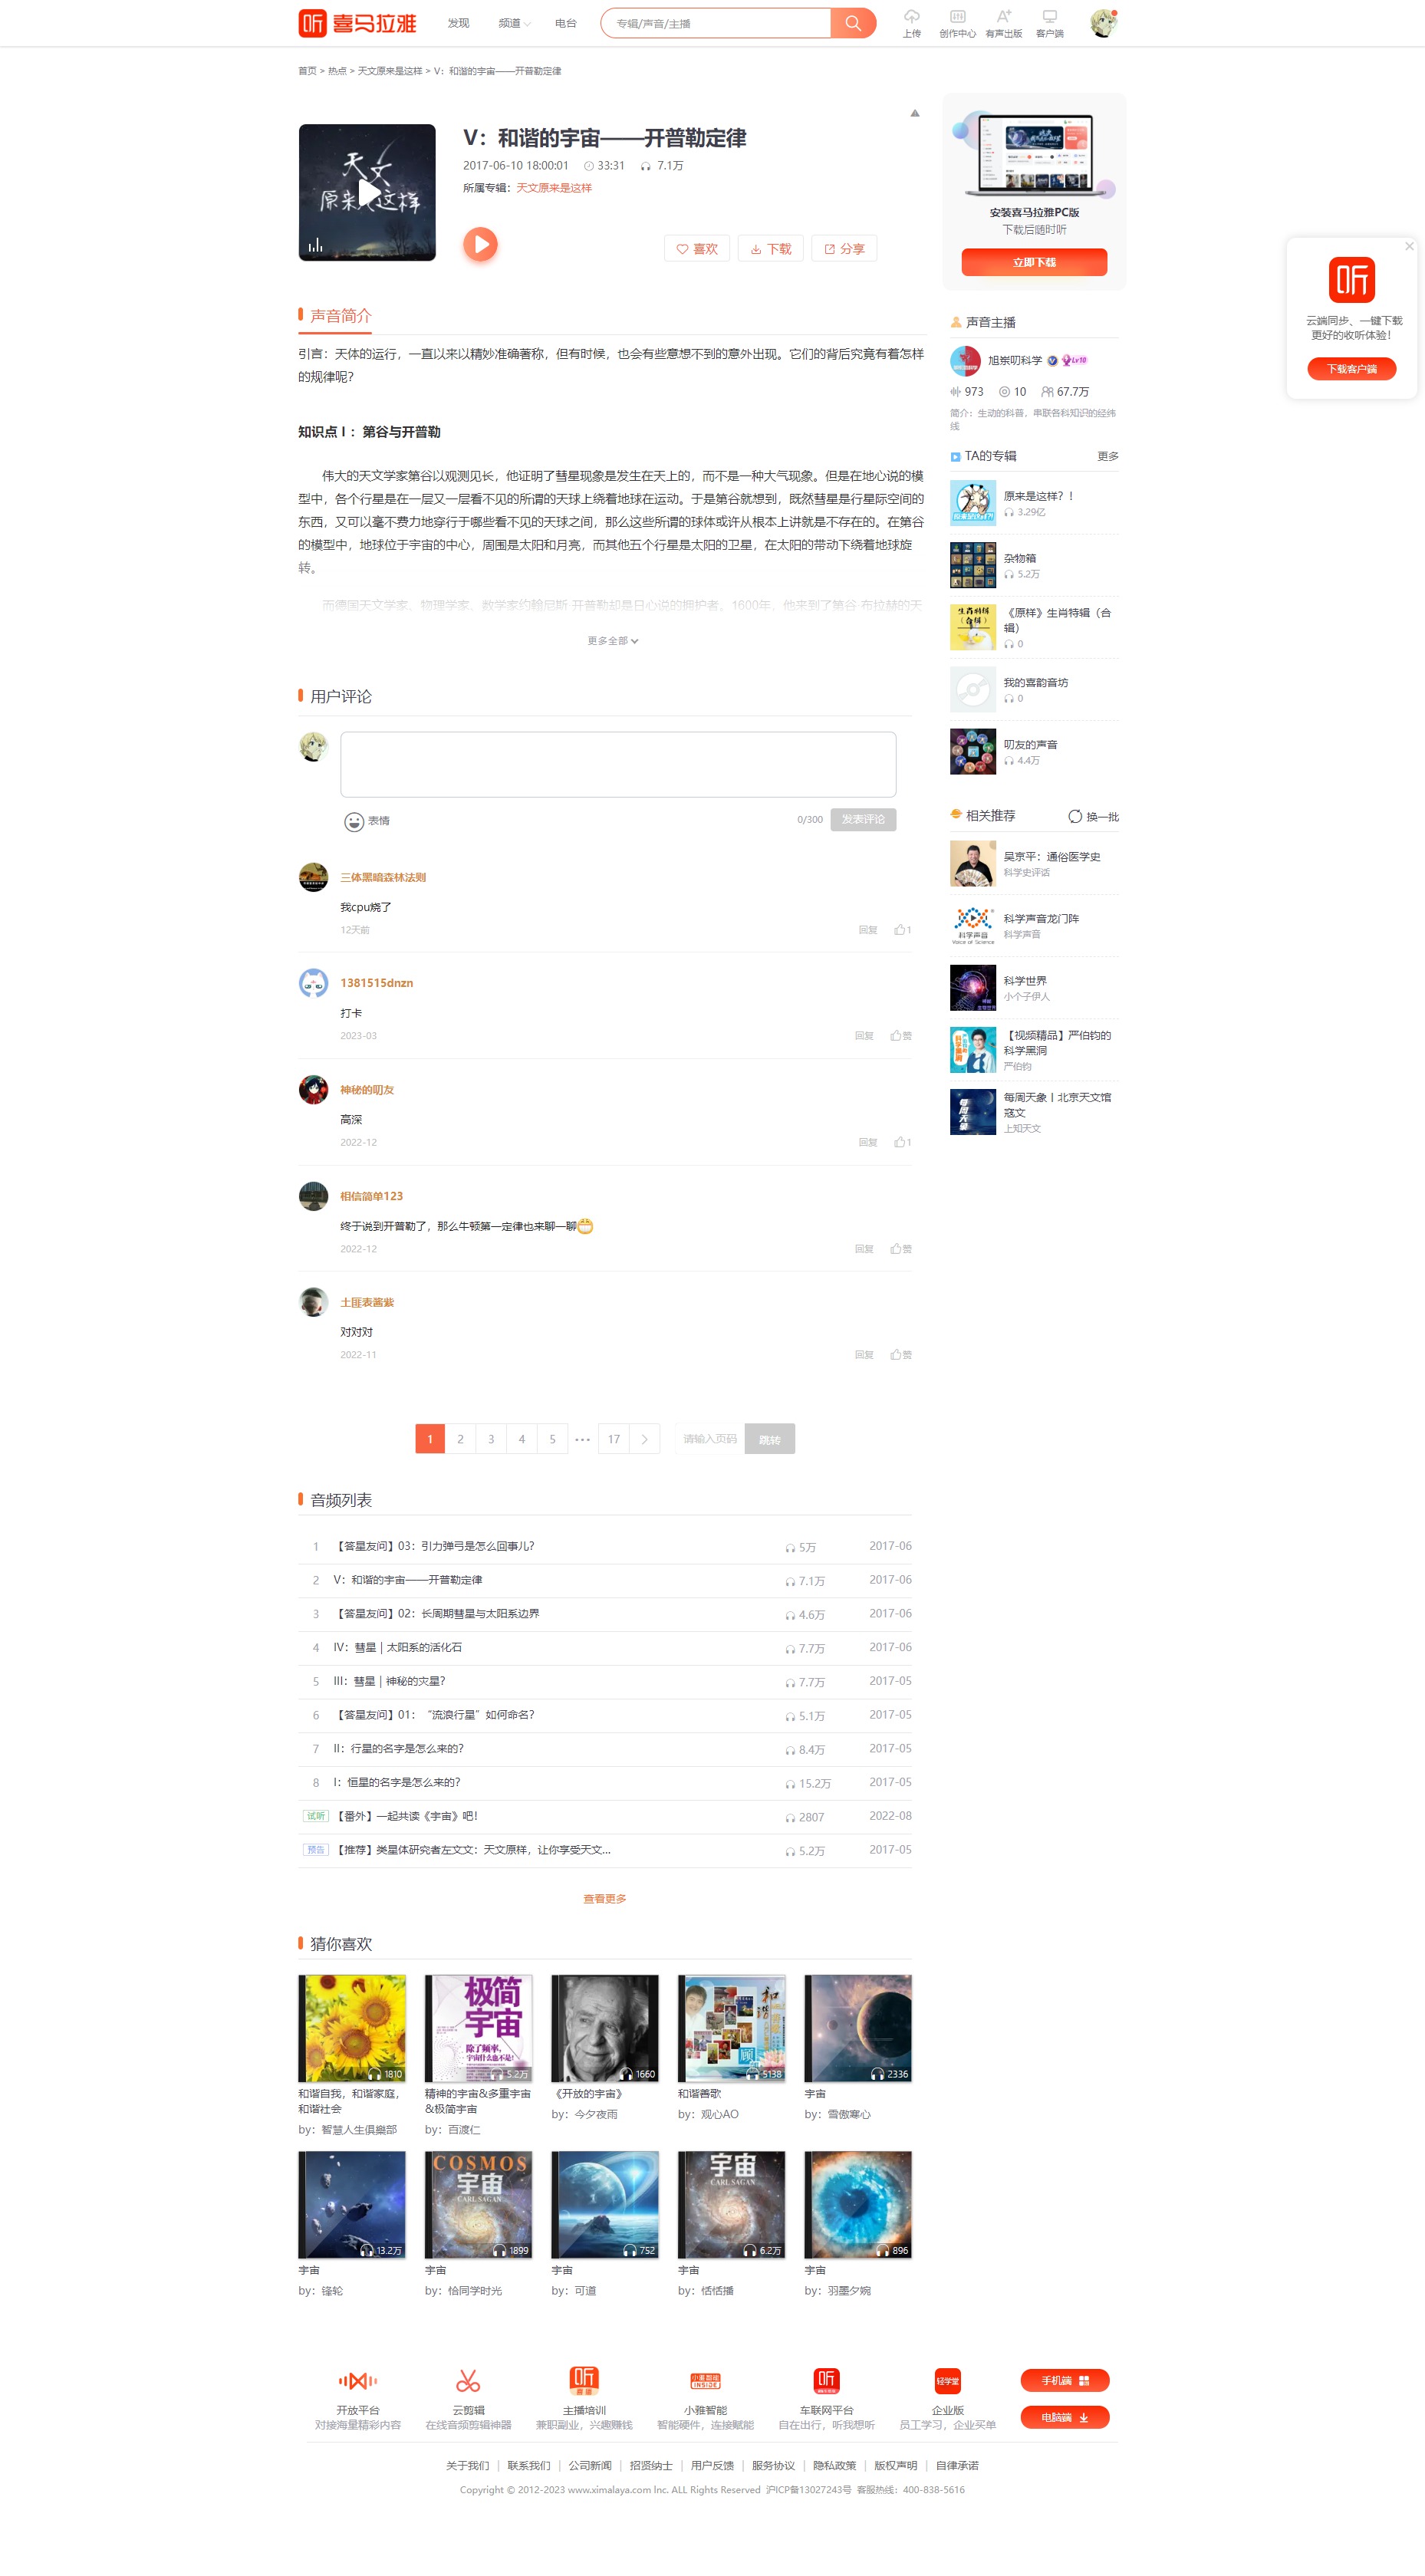 听 喜马拉雅
发现
频道
电台
专辑/声音/主播
上传
创作中心
有声出版
客户端
首页 > 热点 > 天文原来是这样 > V：和谐的宇宙——开普勒定律
天文
原来是这样
V：和谐的宇宙——开普勒定律
2017-06-10 18:00:01 33:31 7.1万
所属专辑：天文原来是这样
喜欢
下载
分享
安装喜马拉雅PC版
下载后随时听
立即下载
听
云端同步、一键下载
更好的收听体验！
下载客户端
声音简介
引言：天体的运行，一直以来以精妙准确著称，但有时候，也会有些意想不到的意外出现。它们的背后究竟有着怎样
的规律呢？
知识点 I ：第谷与开普勒
伟大的天文学家第谷以观测见长，他证明了彗星现象是发生在天上的，而不是一种大气现象。但是在地心说的模
型中，各个行星是在一层又一层看不见的所谓的天球上绕着地球在运动。于是第谷就想到，既然彗星是行星际空间的
东西，又可以毫不费力地穿行于哪些看不见的天球之间，那么这些所谓的球体或许从根本上讲就是不存在的。在第谷
的模型中，地球位于宇宙的中心，周围是太阳和月亮，而其他五个行星是太阳的卫星，在太阳的带动下绕着地球旋
转。
而德国天文学家、物理学家、数学家约翰尼斯·开普勒却是日心说的拥护者。1600年，他来到了第谷·布拉赫的天
更多全部
声音主播
旭岽叨科学 V Lv10
973 10 67.7万
简介：生动的科普，串联各科知识的经纬
线
TA的专辑
更多
原来是这样？！
3.29亿
杂物箱
5.2万
生肖特辑
（合辑）
《原样》生肖特辑（合
辑）
0
我的喜韵音坊
0
叨友的声音
4.4万
相关推荐
换一批
吴京平：通俗医学史
科学史评话
科学声音
Voice of Science
科学声音龙门阵
科学声音
科学世界
小个子伊人
【视频精品】严伯钧的
科学黑洞
严伯钧
每周天象
每周天象丨北京天文馆
寇文
上知天文
用户评论
表情
0/300
发表评论
三体黑暗森林法则
我cpu烧了
12天前
回复
1
1381515dnzn
打卡
2023-03
回复
赞
神秘的叨友
高深
2022-12
回复
1
相信简单123
终于说到开普勒了，那么牛顿第一定律也来聊一聊
2022-12
回复
赞
土匪表酱紫
对对对
2022-11
回复
赞
1 2 3 4 5 ••• 17 >
请输入页码
跳转
音频列表
1 【答星友问】03：引力弹弓是怎么回事儿？ 5万 2017-06
2 V：和谐的宇宙——开普勒定律 7.1万 2017-06
3 【答星友问】02：长周期彗星与太阳系边界 4.6万 2017-06
4 IV：彗星 | 太阳系的活化石 7.7万 2017-06
5 III：彗星 | 神秘的灾星？ 7.7万 2017-05
6 【答星友问】01：“流浪行星”如何命名？ 5.1万 2017-05
7 II：行星的名字是怎么来的？ 8.4万 2017-05
8 I：恒星的名字是怎么来的？ 15.2万 2017-05
试听 【番外】一起共读《宇宙》吧！ 2807 2022-08
预告 【推荐】类星体研究者左文文：天文原样，让你享受天文... 5.2万 2017-05
查看更多
猜你喜欢
1810
和谐自我，和谐家庭，
和谐社会
by：智慧人生俱樂部
极简
宇宙
除了频率，
宇宙什么也不是！
5.2万
精神的宇宙&多重宇宙
&极简宇宙
by：百渡仁
1660
《开放的宇宙》
by：今夕夜雨
5138
和谐善歌
by：观心AO
2336
宇宙
by：雪傲寒心
13.2万
宇宙
by：锋轮
COSMOS
宇宙
CARL SAGAN
1899
宇宙
by：恰同学时光
752
宇宙
by：可道
宇宙
CARL SAGAN
6.2万
宇宙
by：恬恬播
896
宇宙
by：羽墨夕婉
开放平台
对接海量精彩内容
云剪辑
在线音频剪辑神器
听
主播培训
兼职副业，兴趣赚钱
小雅智能
INSIDE
小雅智能
智能硬件，连接赋能
听
车联网平台
自在出行，听我想听
轻学堂
企业版
员工学习，企业买单
手机端
电脑端
关于我们 | 联系我们 | 公司新闻 | 招贤纳士 | 用户反馈 | 服务协议 | 隐私政策 | 版权声明 | 自律承诺
Copyright © 2012-2023 www.ximalaya.com lnc. ALL Rights Reserved 沪ICP备13027243号 客服热线：400-838-5616